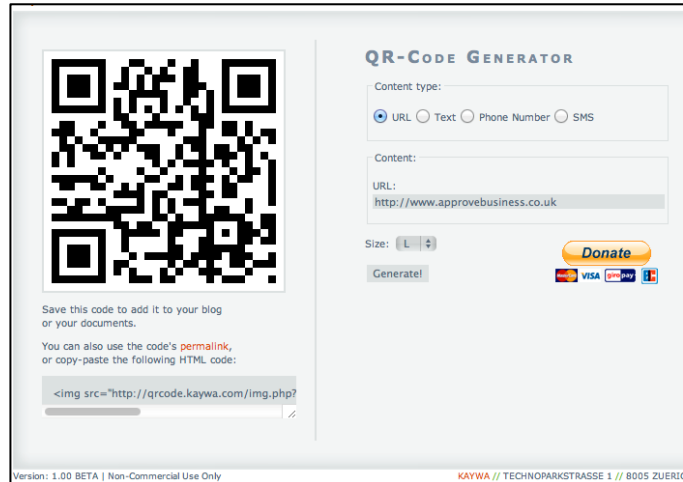 QR-Code Generator
Content type:
URL Text Phone Number SMS
Content:
URL:
http://www.approvebusiness.co.uk
Size: L
Donate
VISA giropay
Generate!
Save this code to add it to your blog
or your documents.
You can also use the code's permalink,
or copy-paste the following HTML code:
<img src="http://qrcode.kaywa.com/img.php?
Version: 1.00 BETA | Non-Commercial Use Only
KAYWA // TECHNOPARKSTRASSE 1 // 8005 ZUERIC